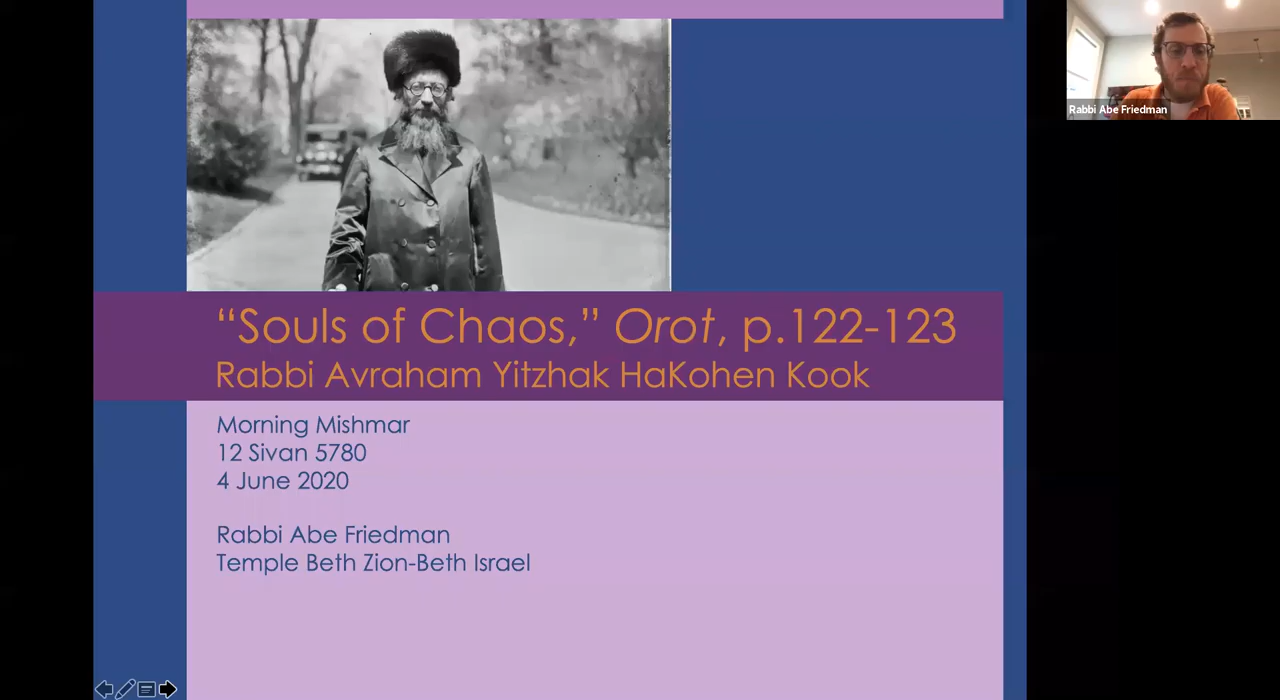 “Souls of Chaos,” Orot, p.122-123
Rabbi Avraham Yitzhak HaKohen Kook
Morning Mishmar
12 Sivan 5780
4 June 2020
Rabbi Abe Friedman
Temple Beth Zion-Beth Israel
Rabbi Abe Friedman